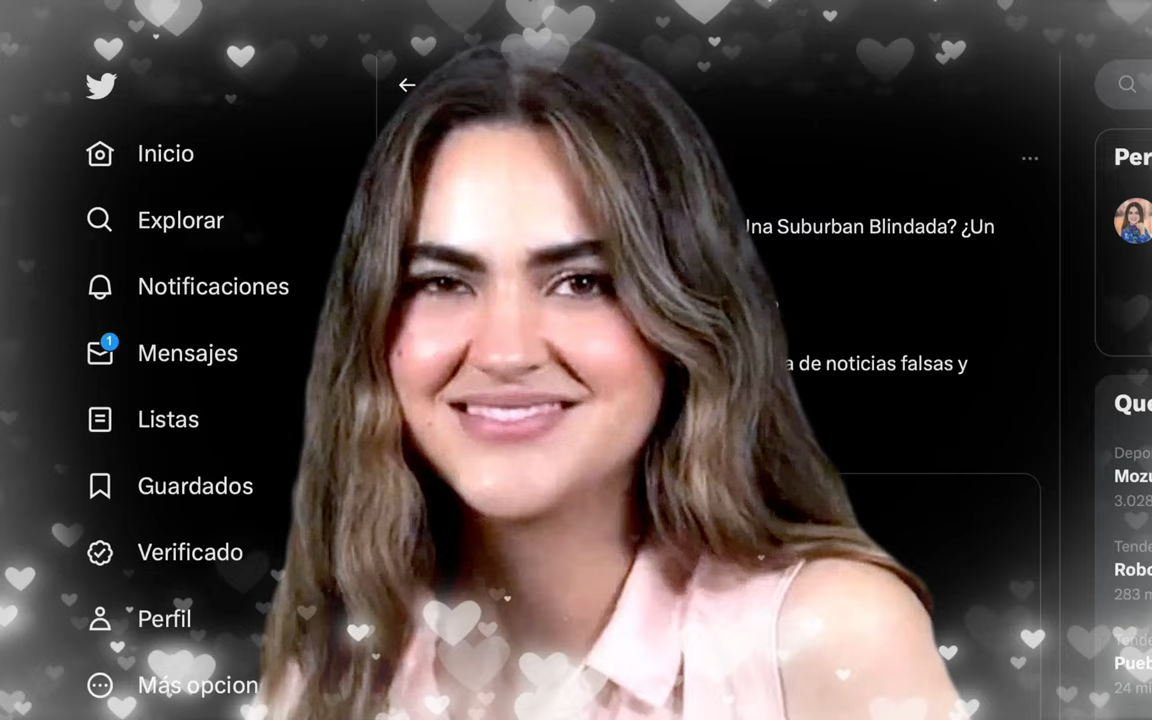 Inicio
Explorar
Notificaciones
Mensajes
1
Listas
Guardados
Verificado
Perfil
Más opcion
Una Suburban Blindada? ¿Un
a de noticias falsas y
Per
Que
Depo
Mozu
3.028
Tende
Robo
283 m
Tende
Pueb
24 mi